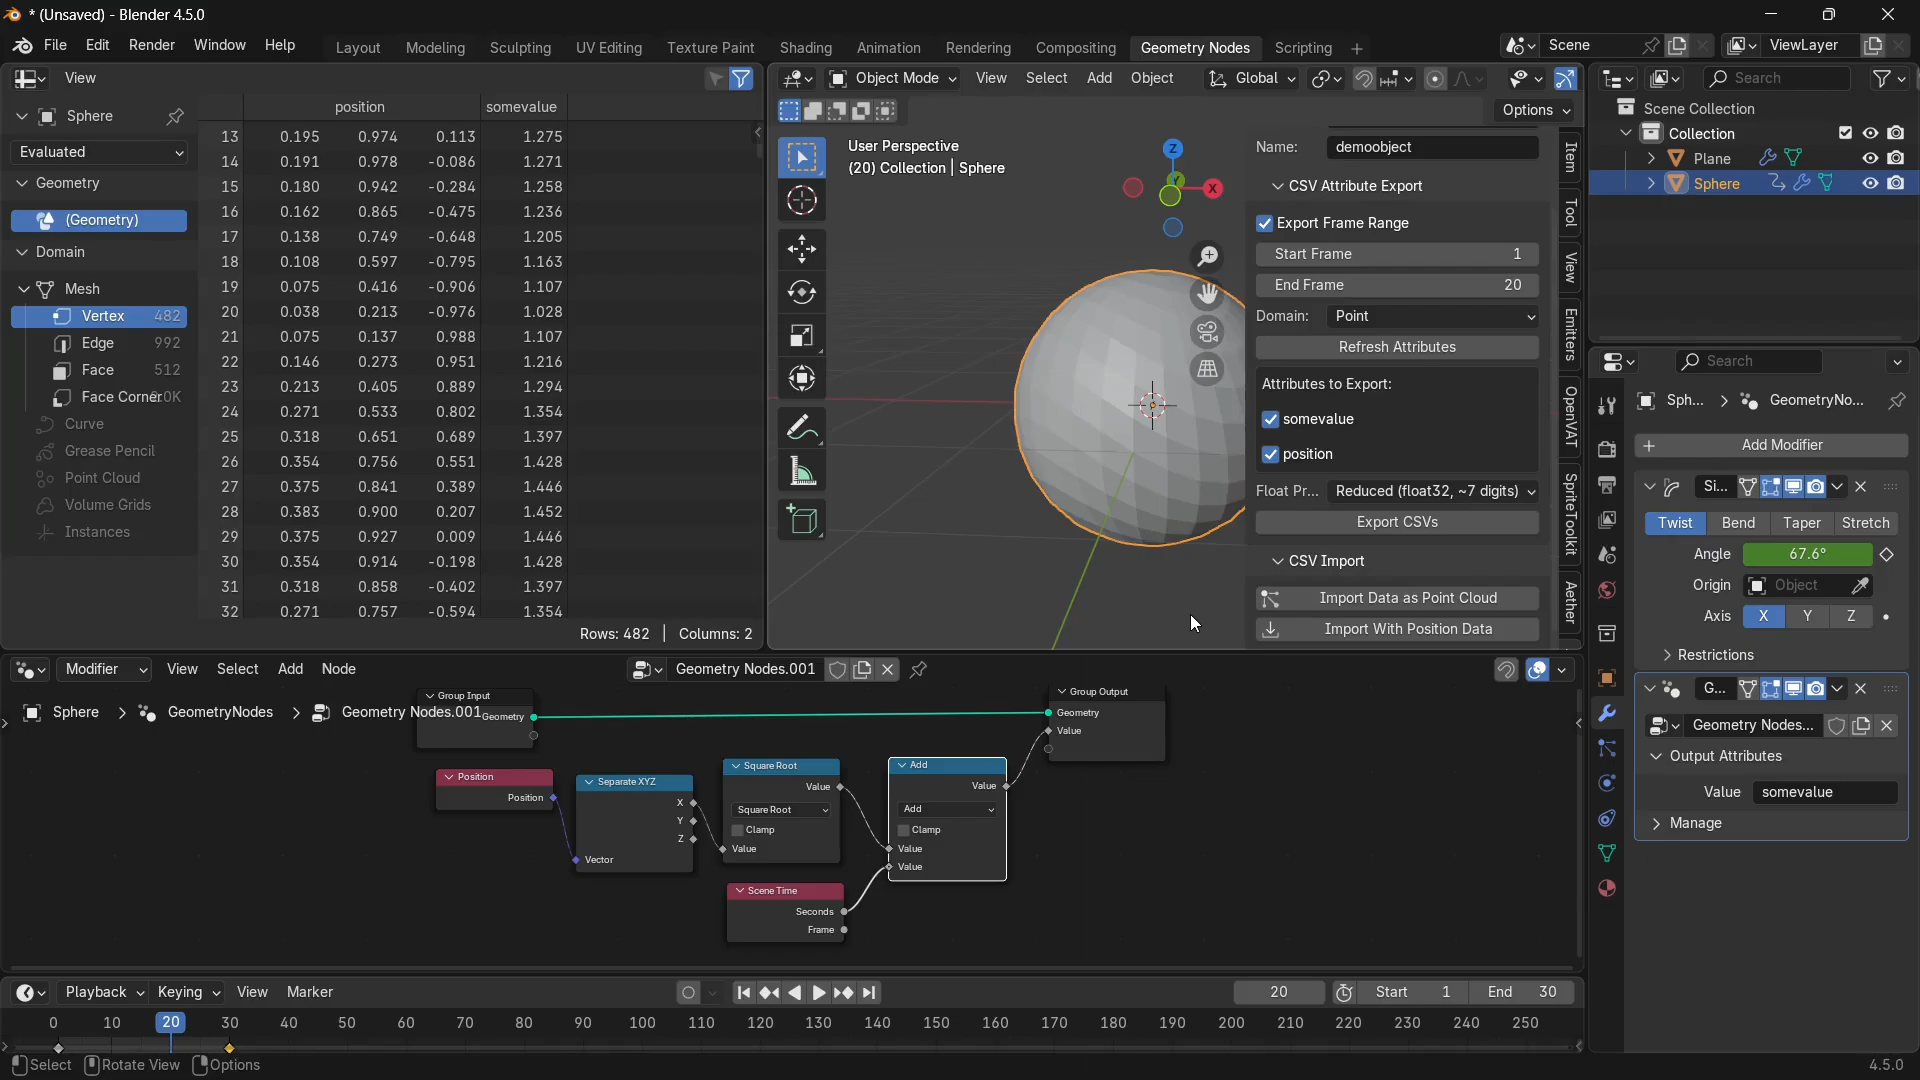 * (Unsaved) - Blender 4.5.0
File Edit Render Window Help
Layout Modeling Sculpting UV Editing Texture Paint Shading Animation Rendering Compositing Geometry Nodes Scripting
Scene
ViewLayer
View
Sphere
Evaluated
Geometry
(Geometry)
Domain
Mesh
Vertex 482
Edge 992
Face 512
Face Corner
Curve
Grease Pencil
Point Cloud
Volume Grids
Instances
position somevalue
13 0.195 0.974 0.113 1.275
14 0.191 0.978 -0.086 1.271
15 0.180 0.942 -0.284 1.258
16 0.162 0.865 -0.475 1.236
17 0.138 0.749 -0.648 1.205
18 0.108 0.597 -0.795 1.163
19 0.075 0.416 -0.906 1.107
20 0.038 0.213 -0.976 1.028
21 0.075 0.137 0.988 1.107
22 0.146 0.273 0.951 1.216
23 0.213 0.405 0.889 1.294
24 0.271 0.533 0.802 1.354
25 0.318 0.651 0.689 1.397
26 0.354 0.756 0.551 1.428
27 0.375 0.841 0.389 1.446
28 0.383 0.900 0.207 1.452
29 0.375 0.927 0.009 1.446
30 0.354 0.914 -0.198 1.428
31 0.318 0.858 -0.402 1.397
32 0.271 0.757 -0.594 1.354
Rows: 482 | Columns: 2
Object Mode View Select Add Object Global
Options
User Perspective
(20) Collection | Sphere
Z
X
Name: demoobject
CSV Attribute Export
Export Frame Range
Start Frame 1
End Frame 20
Domain: Point
Refresh Attributes
Attributes to Export:
somevalue
position
Float Pr... Reduced (float32, ~7 digits)
Export CSVs
CSV Import
Import Data as Point Cloud
Import With Position Data
Item
Tool
View
Emitters
OpenVAT
SpriteToolkit
Aether
Search
Scene Collection
Collection
Plane
Sphere
Search
Sph... GeometryNo...
Add Modifier
Si...
Twist Bend Taper Stretch
Angle 67.6°
Origin Object
Axis X Y Z
Restrictions
G...
Geometry Nodes...
Output Attributes
Value somevalue
Manage
Modifier View Select Add Node
Geometry Nodes.001
Sphere GeometryNodes Geometry Nodes.001
Group Input
Geometry
Group Output
Geometry
Value
Position
Position
Separate XYZ
X
Y
Z
Vector
Square Root
Value
Square Root
Clamp
Value
Add
Value
Add
Clamp
Value
Value
Scene Time
Seconds
Frame
Playback Keying View Marker
20
Start 1 End 30
0 10 20 30 40 50 60 70 80 90 100 110 120 130 140 150 160 170 180 190 200 210 220 230 240 250
Select Rotate View Options
4.5.0